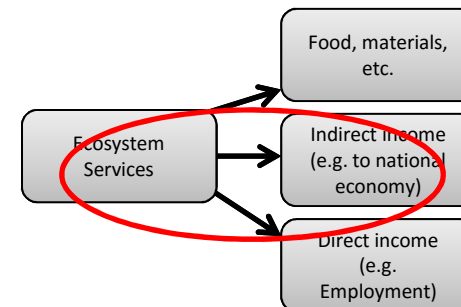 Food, materials,
etc.
Ecosystem
Services
Indirect income
(e.g. to national
economy)
Direct income
(e.g.
Employment)